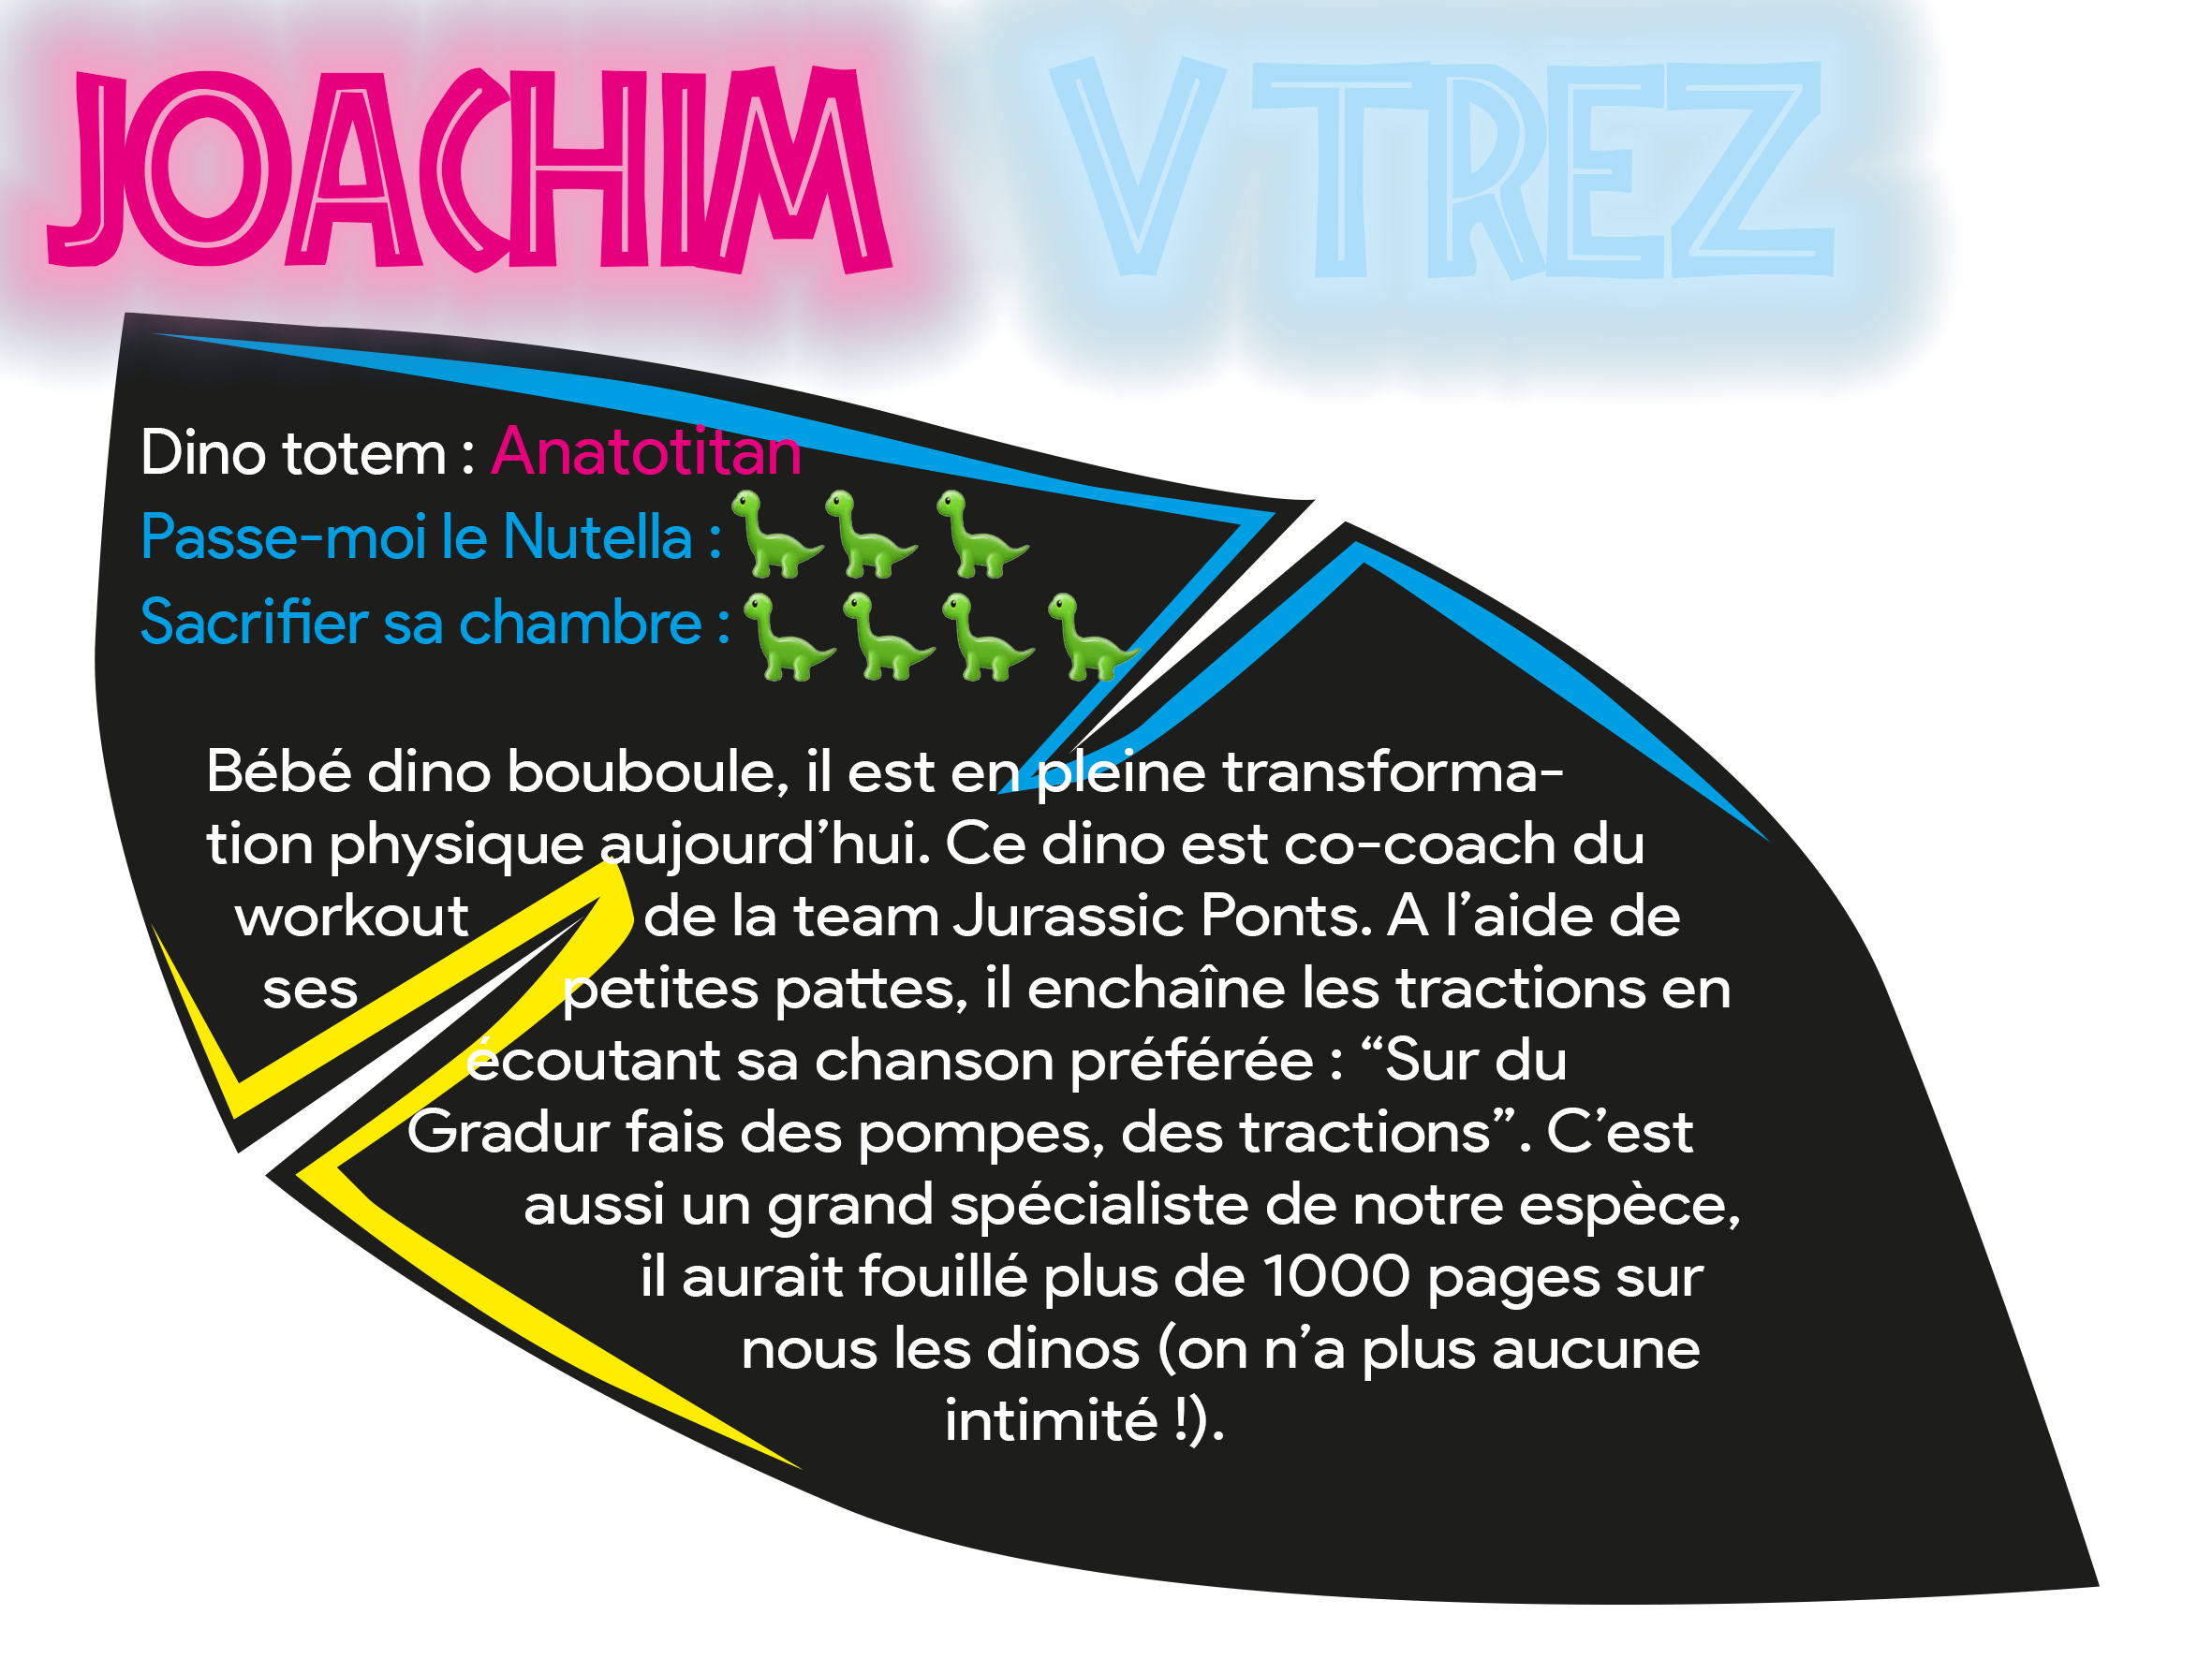 JOACHIM V TREZ
Dino totem : Anatotitan
Passe-moi le Nutella :
Sacrifier sa chambre :
Bébé dino bouboule, il est en pleine transforma-
tion physique aujourd’hui. Ce dino est co-coach du
workout de la team Jurassic Ponts. A l’aide de
ses petites pattes, il enchaîne les tractions en
écoutant sa chanson préférée : “Sur du
Gradur fais des pompes, des tractions”. C’est
aussi un grand spécialiste de notre espèce,
il aurait fouillé plus de 1000 pages sur
nous les dinos (on n’a plus aucune
intimité !).